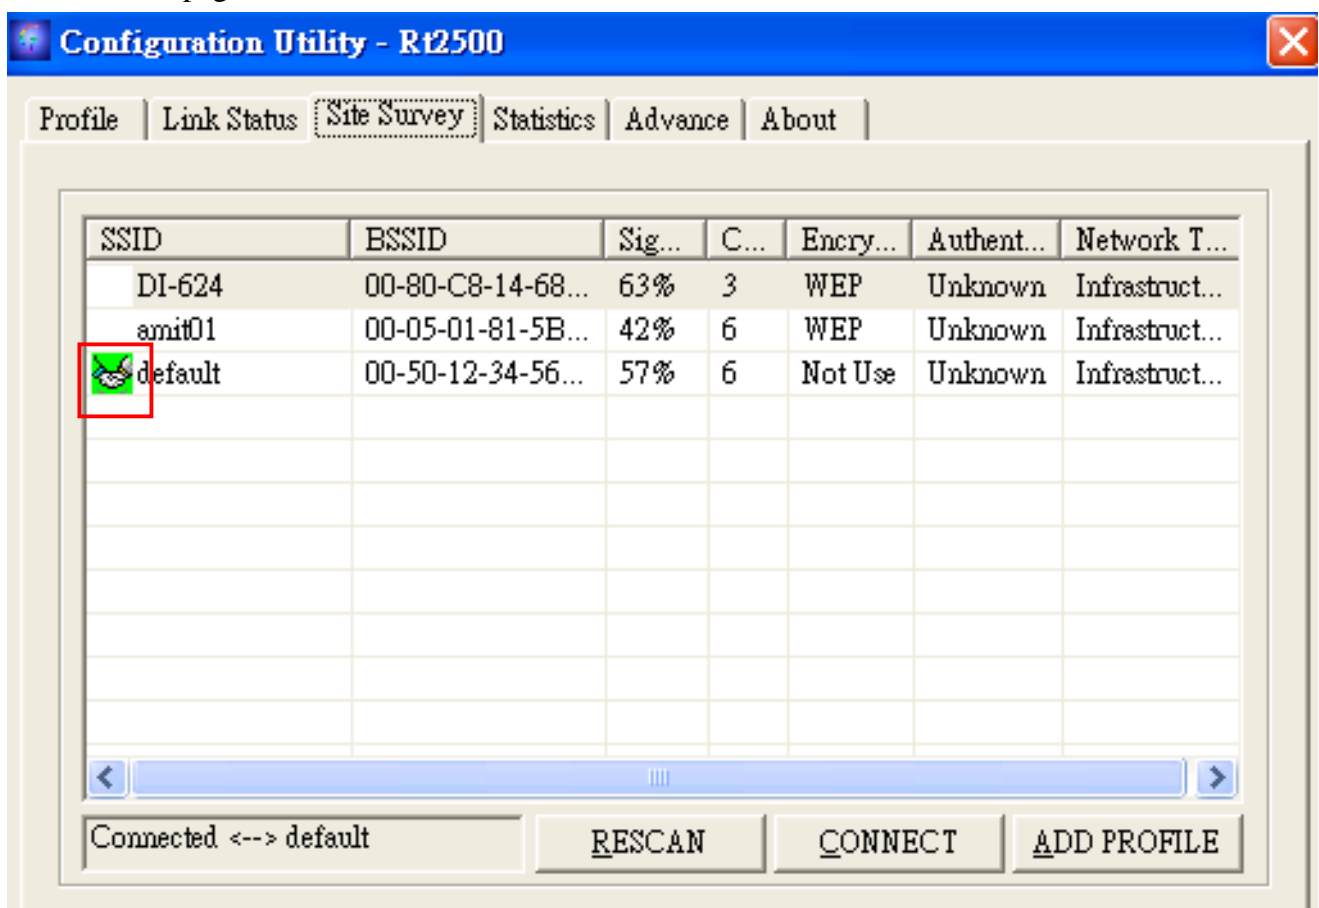 Configuration Utility - Rt2500
Profile Link Status Site Survey Statistics Advance About
SSID BSSID Sig... C... Encry... Authent... Network T...
DI-624 00-80-C8-14-68... 63% 3 WEP Unknown Infrastruct...
amit01 00-05-01-81-5B... 42% 6 WEP Unknown Infrastruct...
default 00-50-12-34-56... 57% 6 Not Use Unknown Infrastruct...
Connected <--> default RESCAN CONNECT ADD PROFILE